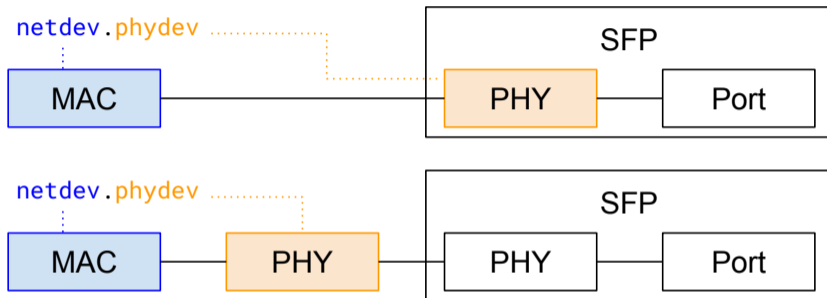 netdev.phydev
SFP
MAC PHY Port
netdev.phydev
SFP
MAC PHY PHY Port